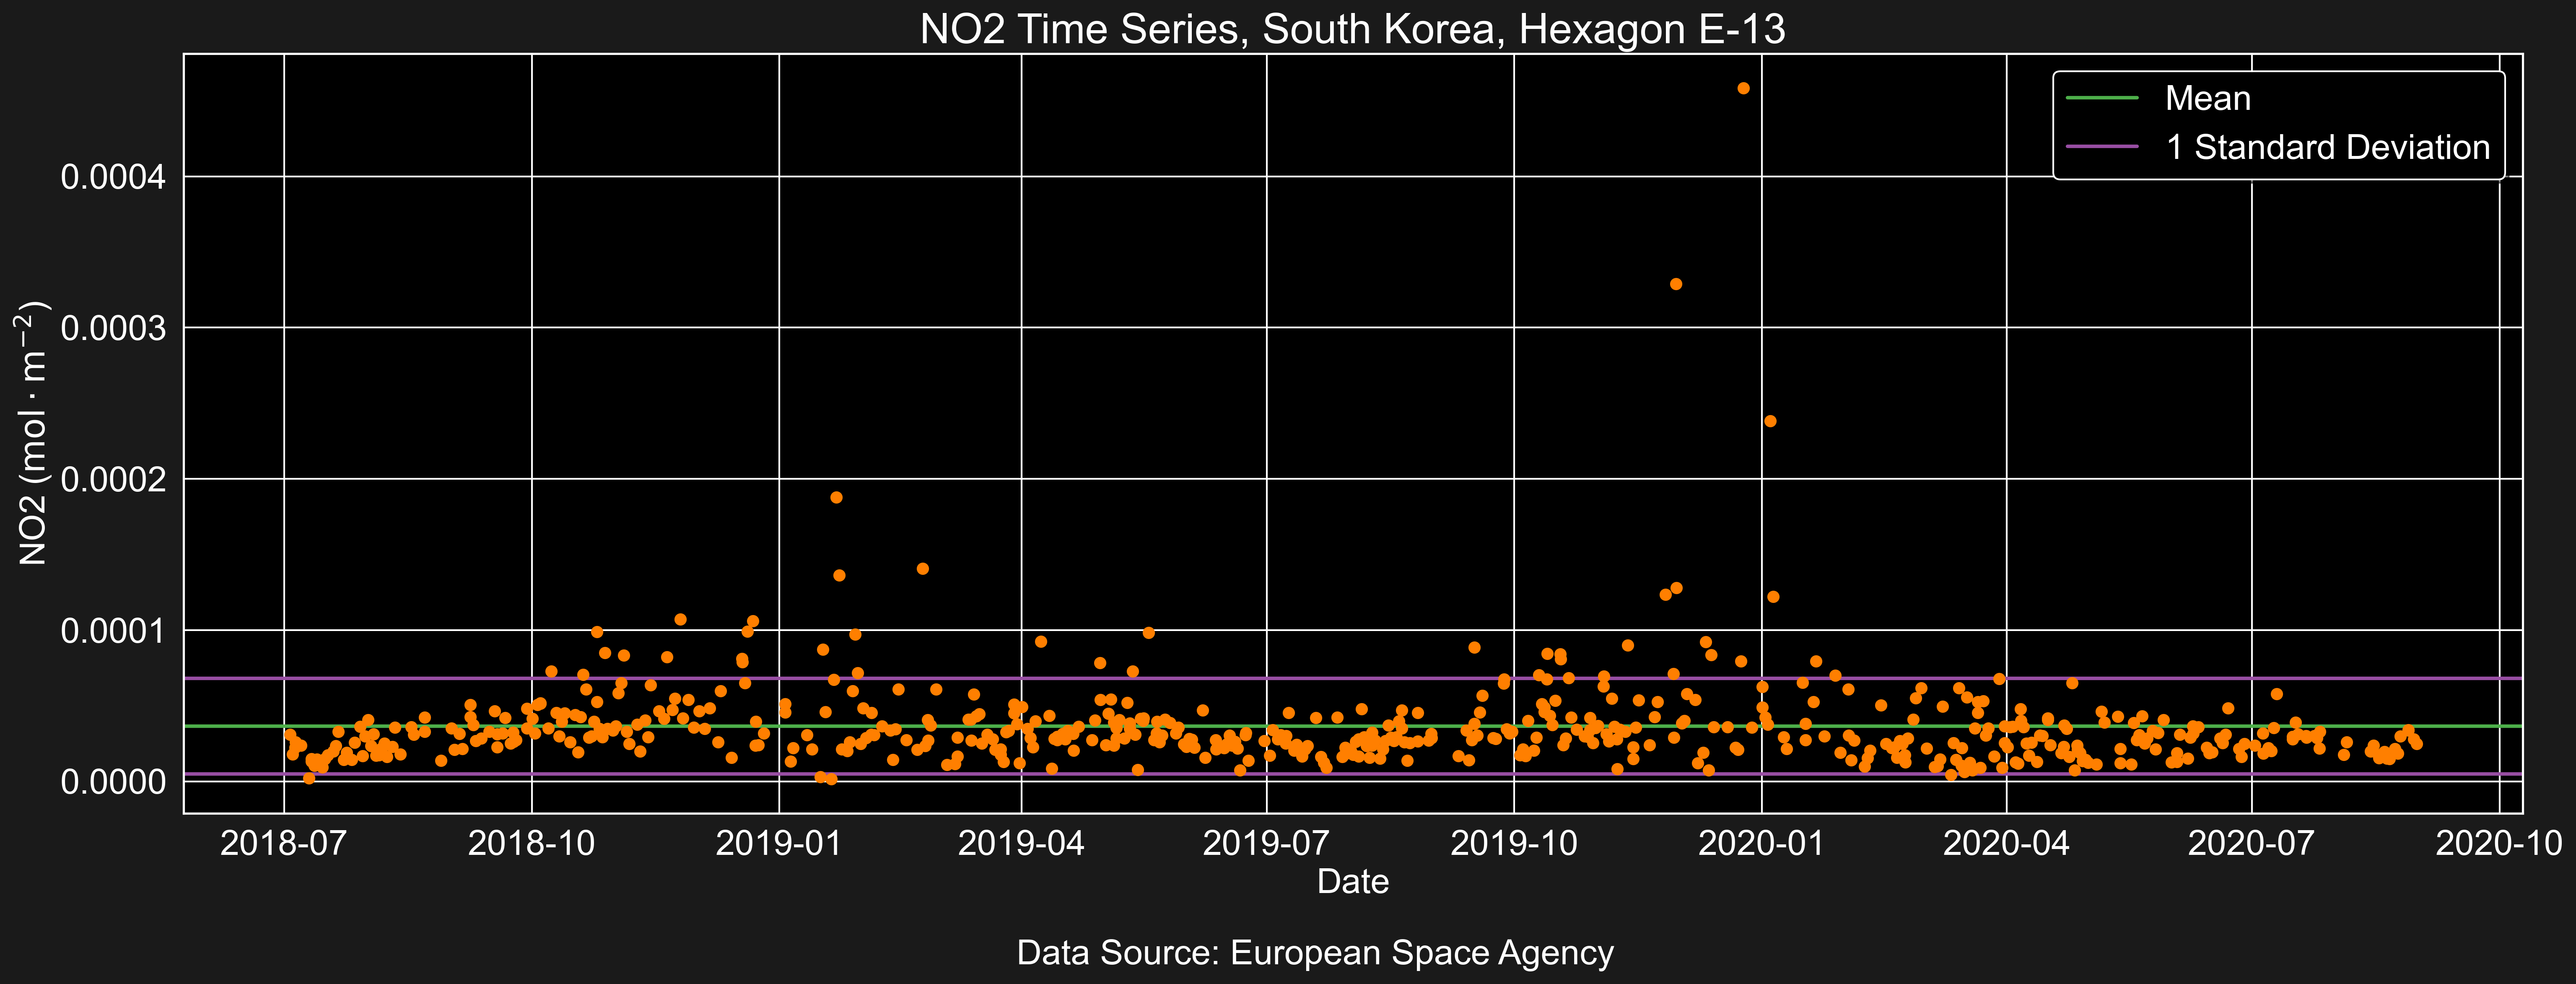 NO2 Time Series, South Korea, Hexagon E-13
Mean
1 Standard Deviation
NO2 (mol · m⁻²)
0.0004
0.0003
0.0002
0.0001
0.0000
2018-07 2018-10 2019-01 2019-04 2019-07 2019-10 2020-01 2020-04 2020-07 2020-10
Date
Data Source: European Space Agency